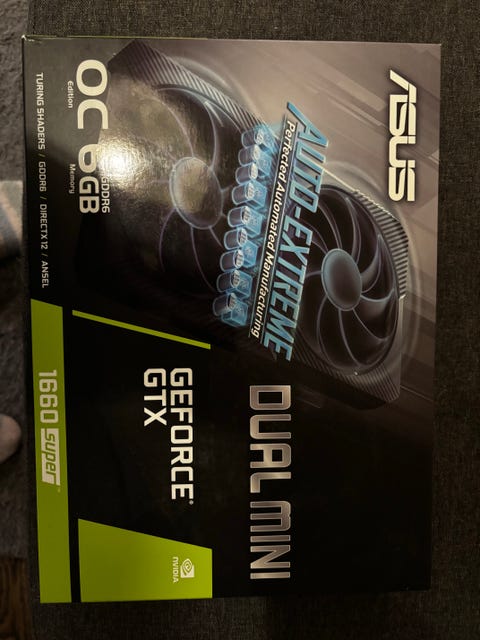 ASUS
AUTO-EXTREME
Perfected Automated Manufacturing
DUAL MINI
GEFORCE®
GTX
OC 6GB
Edition
GDDR6
Memory
TURING SHADERS / GDDR6 / DIRECTX 12 / ANSEL
1660 SUPER™
NVIDIA